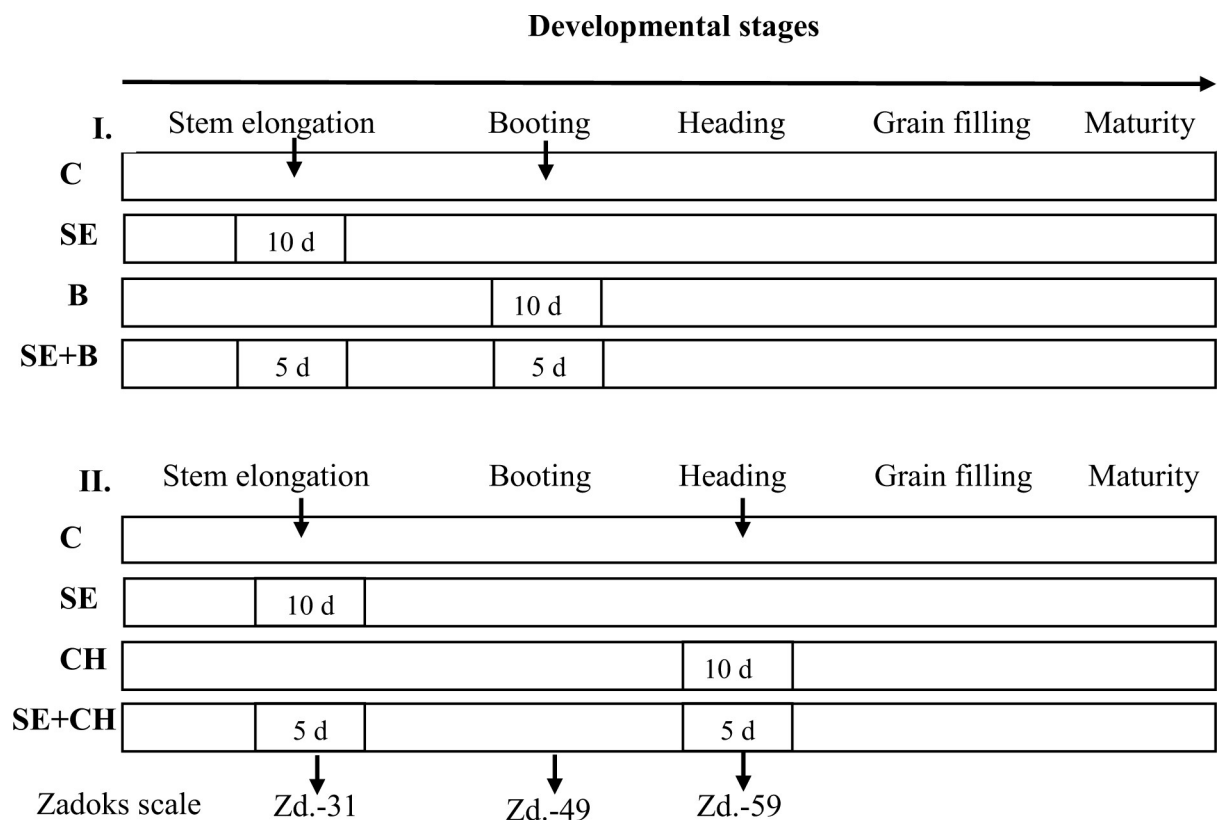 Developmental stages
I. Stem elongation Booting Heading Grain filling Maturity
C
SE 10 d
B 10 d
SE+B 5 d 5 d
II. Stem elongation Booting Heading Grain filling Maturity
C
SE 10 d
CH 10 d
SE+CH 5 d 5 d
Zadoks scale Zd.-31 Zd.-49 Zd.-59